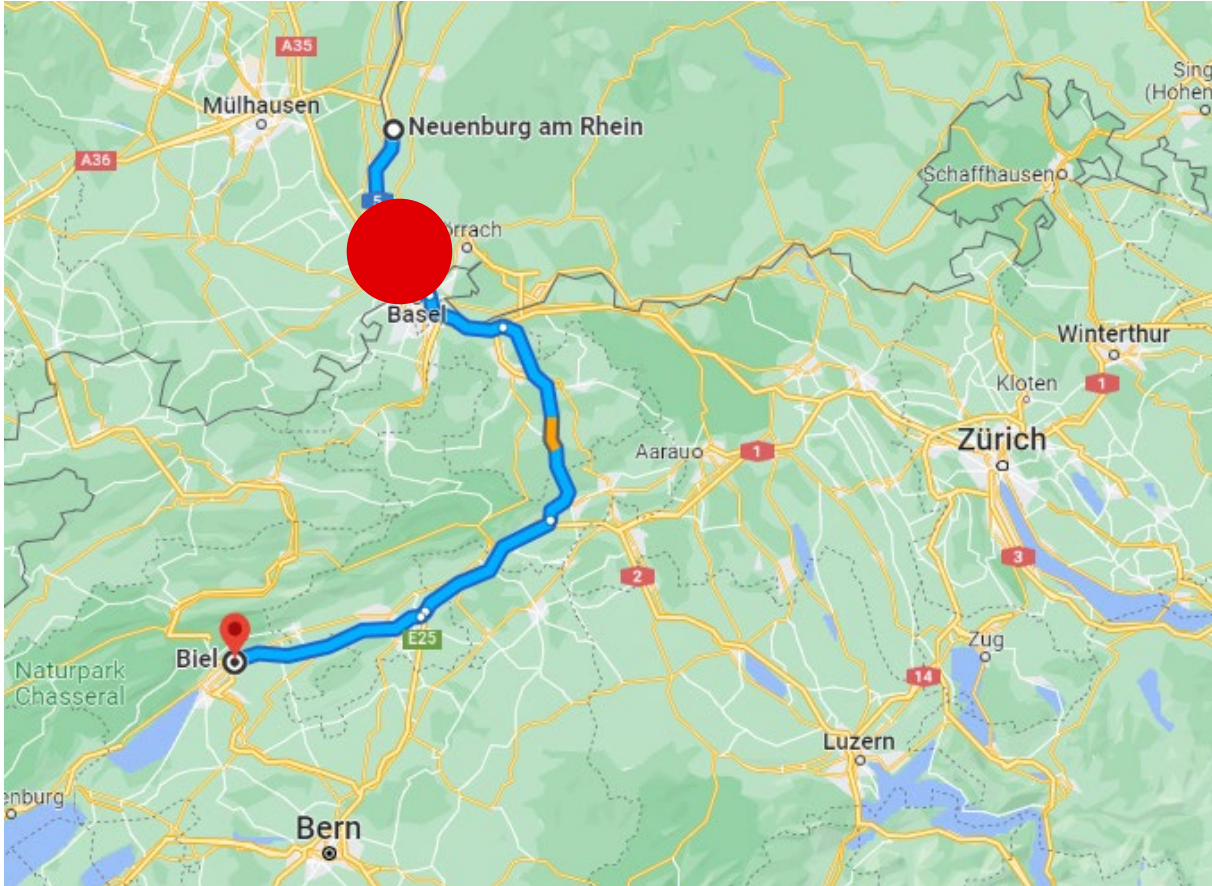 A35
Sing
(Hohen
Mülhausen
Neuenburg am Rhein
A36
Schaffhausen
5
örrach
Basel
Winterthur
Kloten
1
Zürich
Aarau
1
3
2
E25
Zug
Biel
Naturpark
Chasseral
14
Luzern
enburg
Bern